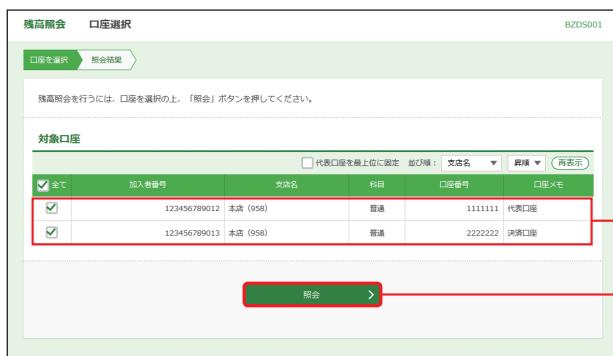 残高照会 口座選択 BZDS001
口座を選択 照会結果
残高照会を行うには、口座を選択の上、「照会」ボタンを押してください。
対象口座
代表口座を最上位に固定 並び順： 支店名 ▼ 昇順 ▼ 再表示
全て 加入者番号 支店名 科目 口座番号 口座メモ
123456789012 本店（958） 普通 1111111 代表口座
123456789013 本店（958） 普通 2222222 決済口座
照会